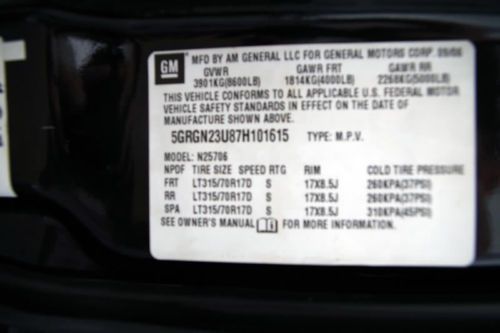 GM
MFD BY AM GENERAL LLC FOR GENERAL MOTORS CORP. 09/06
GVWR GAWR FRT GAWR RR
3901KG(8600LB) 1814KG(4000LB) 2268KG(5000LB)
THIS VEHICLE CONFORMS TO ALL APPLICABLE U.S. FEDERAL MOTOR
VEHICLE SAFETY STANDARDS IN EFFECT ON THE DATE OF
MANUFACTURE SHOWN ABOVE.
5GRGN23U87H101615 TYPE: M.P.V.
MODEL: N25706
NPDF TIRE SIZE SPEED RTG RIM COLD TIRE PRESSURE
FRT LT315/70R17D S 17X8.5J 260KPA(37PSI)
RR LT315/70R17D S 17X8.5J 260KPA(37PSI)
SPA LT315/70R17D S 17X8.5J 310KPA(45PSI)
SEE OWNER'S MANUAL FOR MORE INFORMATION.